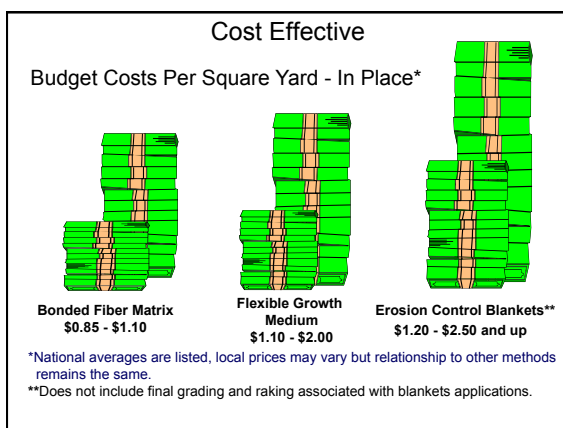 Cost Effective
Budget Costs Per Square Yard - In Place*
Bonded Fiber Matrix
$0.85 - $1.10
Flexible Growth
Medium
$1.10 - $2.00
Erosion Control Blankets**
$1.20 - $2.50 and up
*National averages are listed, local prices may vary but relationship to other methods
remains the same.
**Does not include final grading and raking associated with blankets applications.